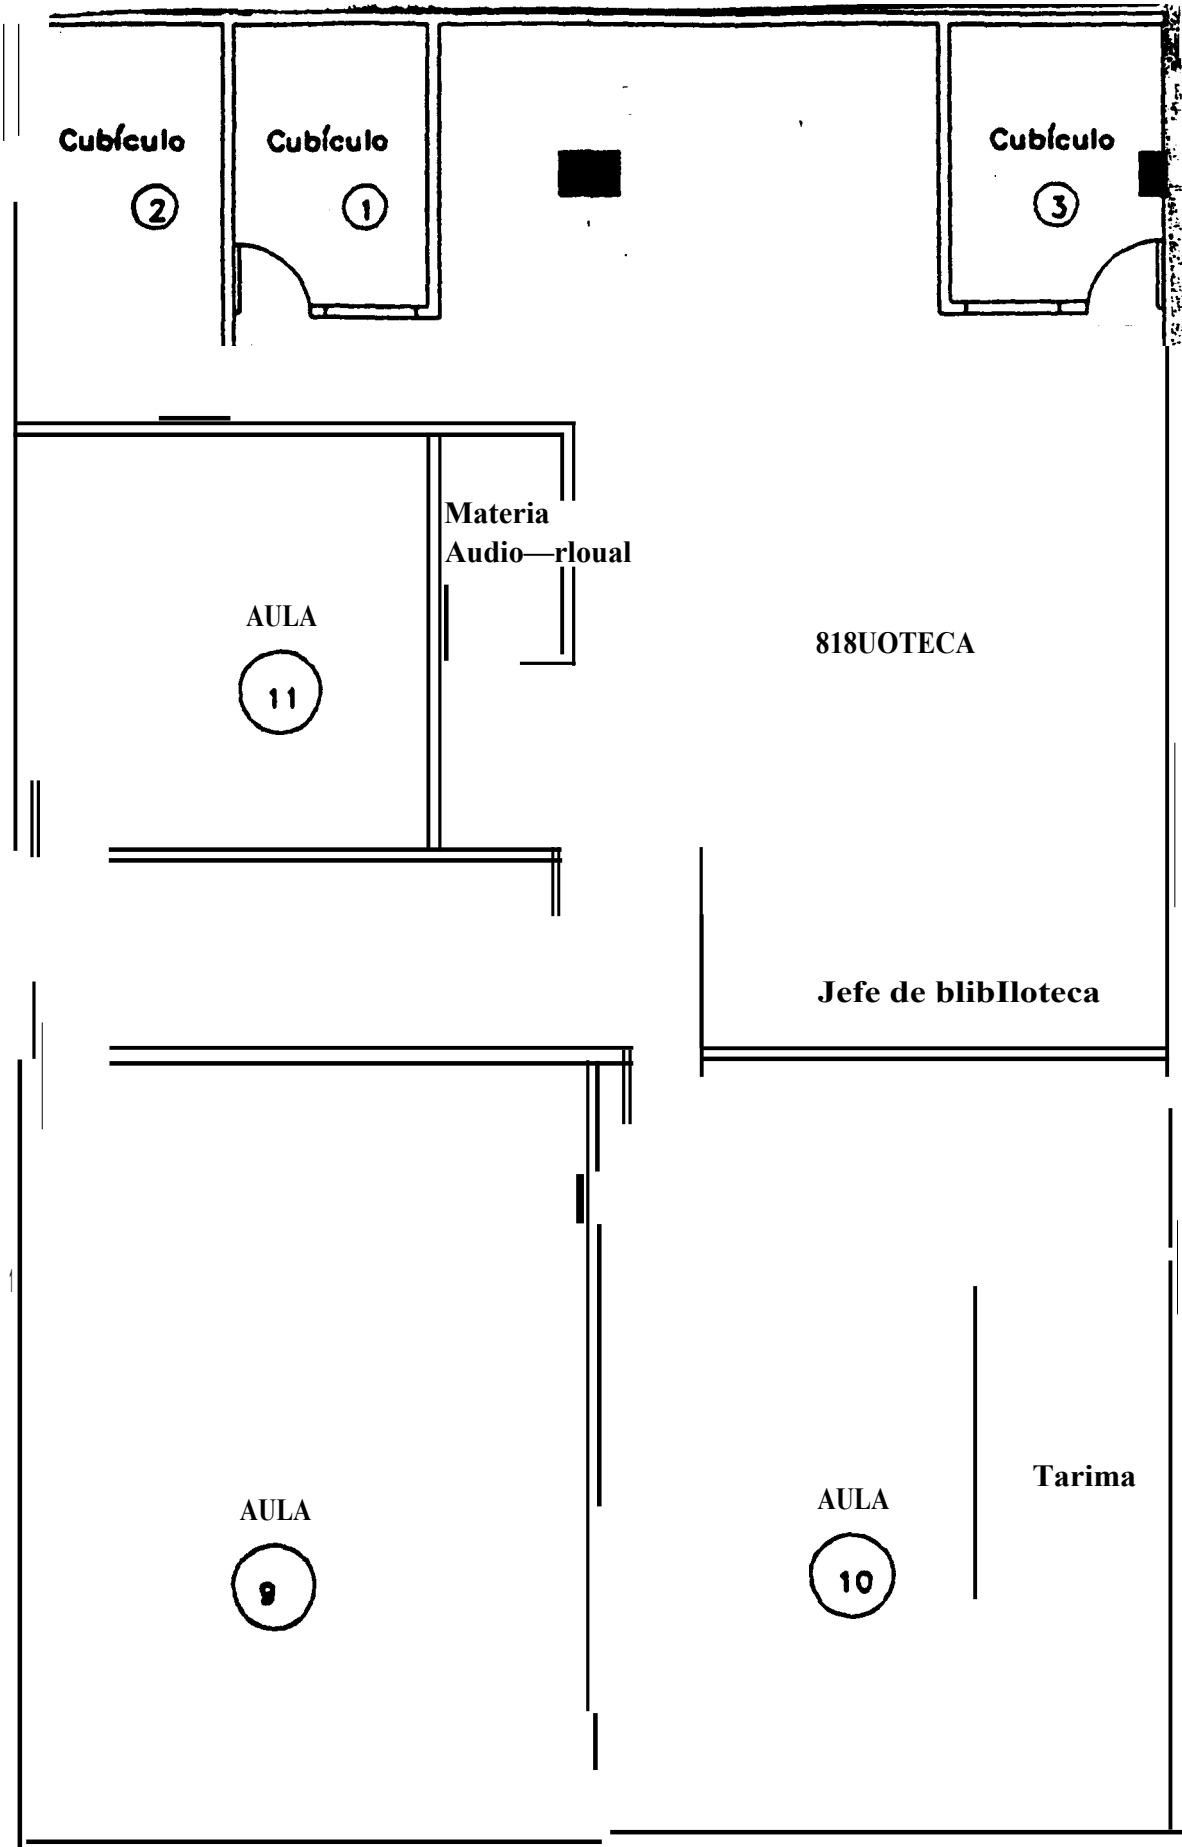 Cubículo
2
Cubículo
1
Cubículo
3
Materia
Audio—rloual
AULA
11
818UOTECA
Jefe de blibIloteca
AULA
9
AULA
10
Tarima